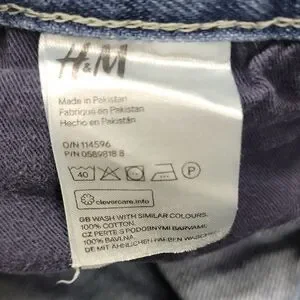 H&M
Made in Pakistan
Fabriqué en Pakistan
Hecho en Pakistán
O/N 114596
P/N 0589818 8
40 P
clevercare.info
GB WASH WITH SIMILAR COLOURS.
100% COTTON.
CZ PERTE S PODOBNÝMI BARVAMI.
100% BAVLNA.
DE MIT ÄHNLICHEN FARBEN WASCHEN.